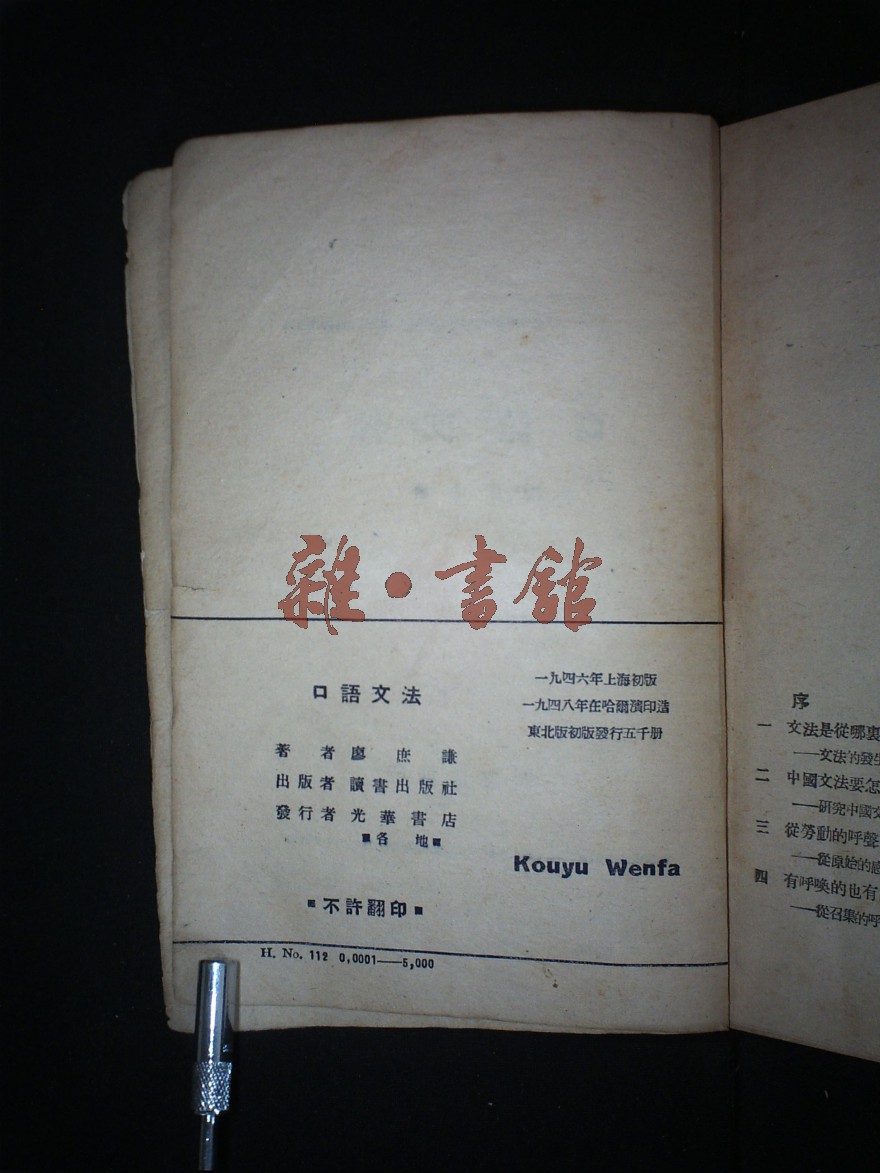 雜·書舘
口語文法
著者 廖庶謙
出版者 讀書出版社
發行者 光華書店
■各地■
■不許翻印■
一九四六年上海初版
一九四八年在哈爾濱印造
東北版初版發行五千册
Kouyu Wenfa
H. No. 112 0,0001——5,000
序
一 文法是從哪裏
——文法的發生
二 中國文法要怎
——研究中國文
三 從勞動的呼聲
——從原始的感
四 有呼喚的也有
——從召集的呼